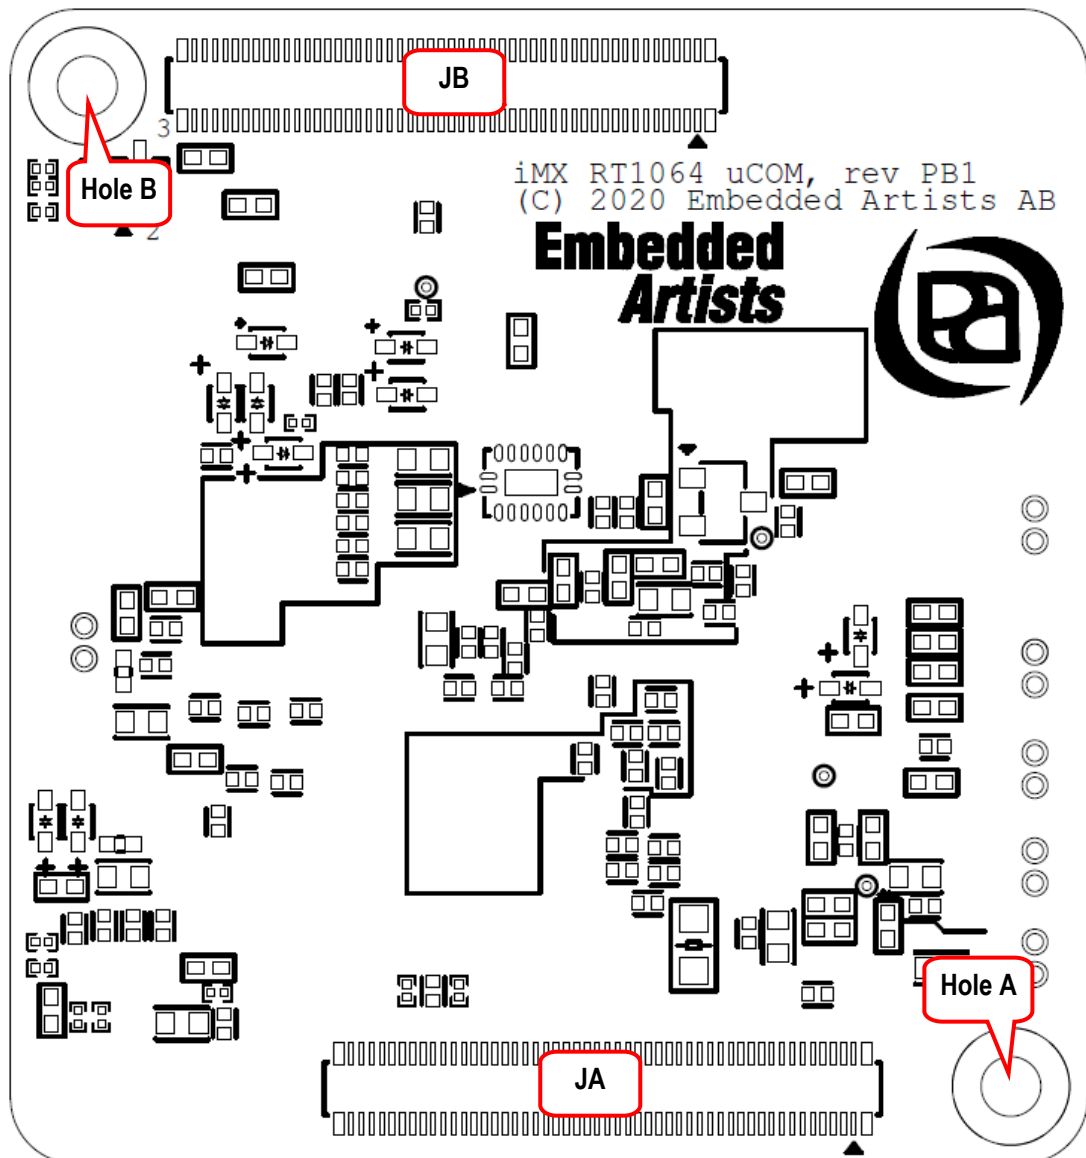 JB
3
Hole B
2
iMX RT1064 uCOM, rev PB1
(C) 2020 Embedded Artists AB
Embedded
Artists
Hole A
JA